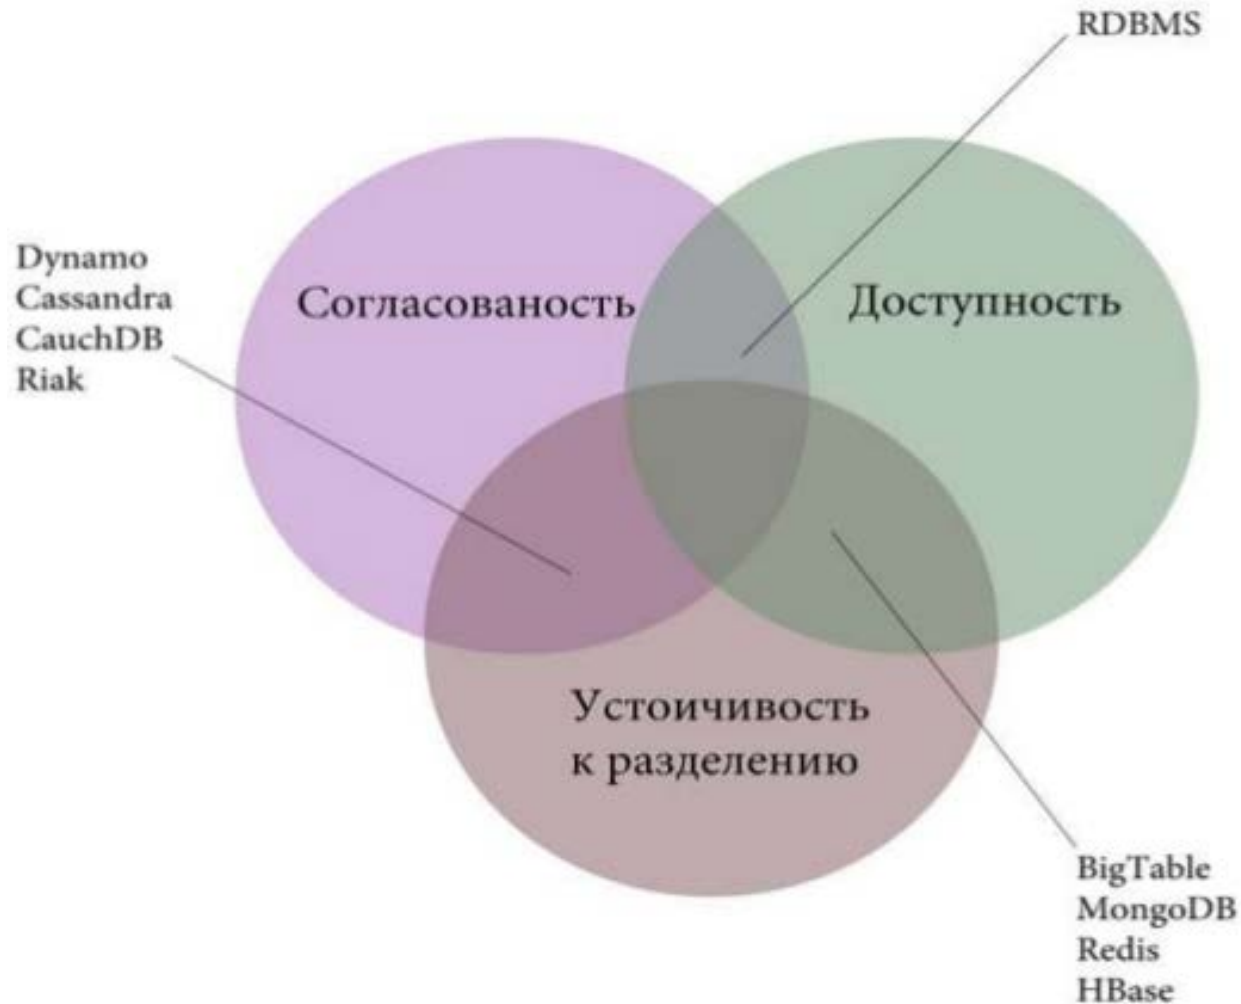 RDBMS
Dynamo
Cassandra
CauchDB
Riak
Согласованость
Доступность
Устоичивость
к разделению
BigTable
MongoDB
Redis
HBase